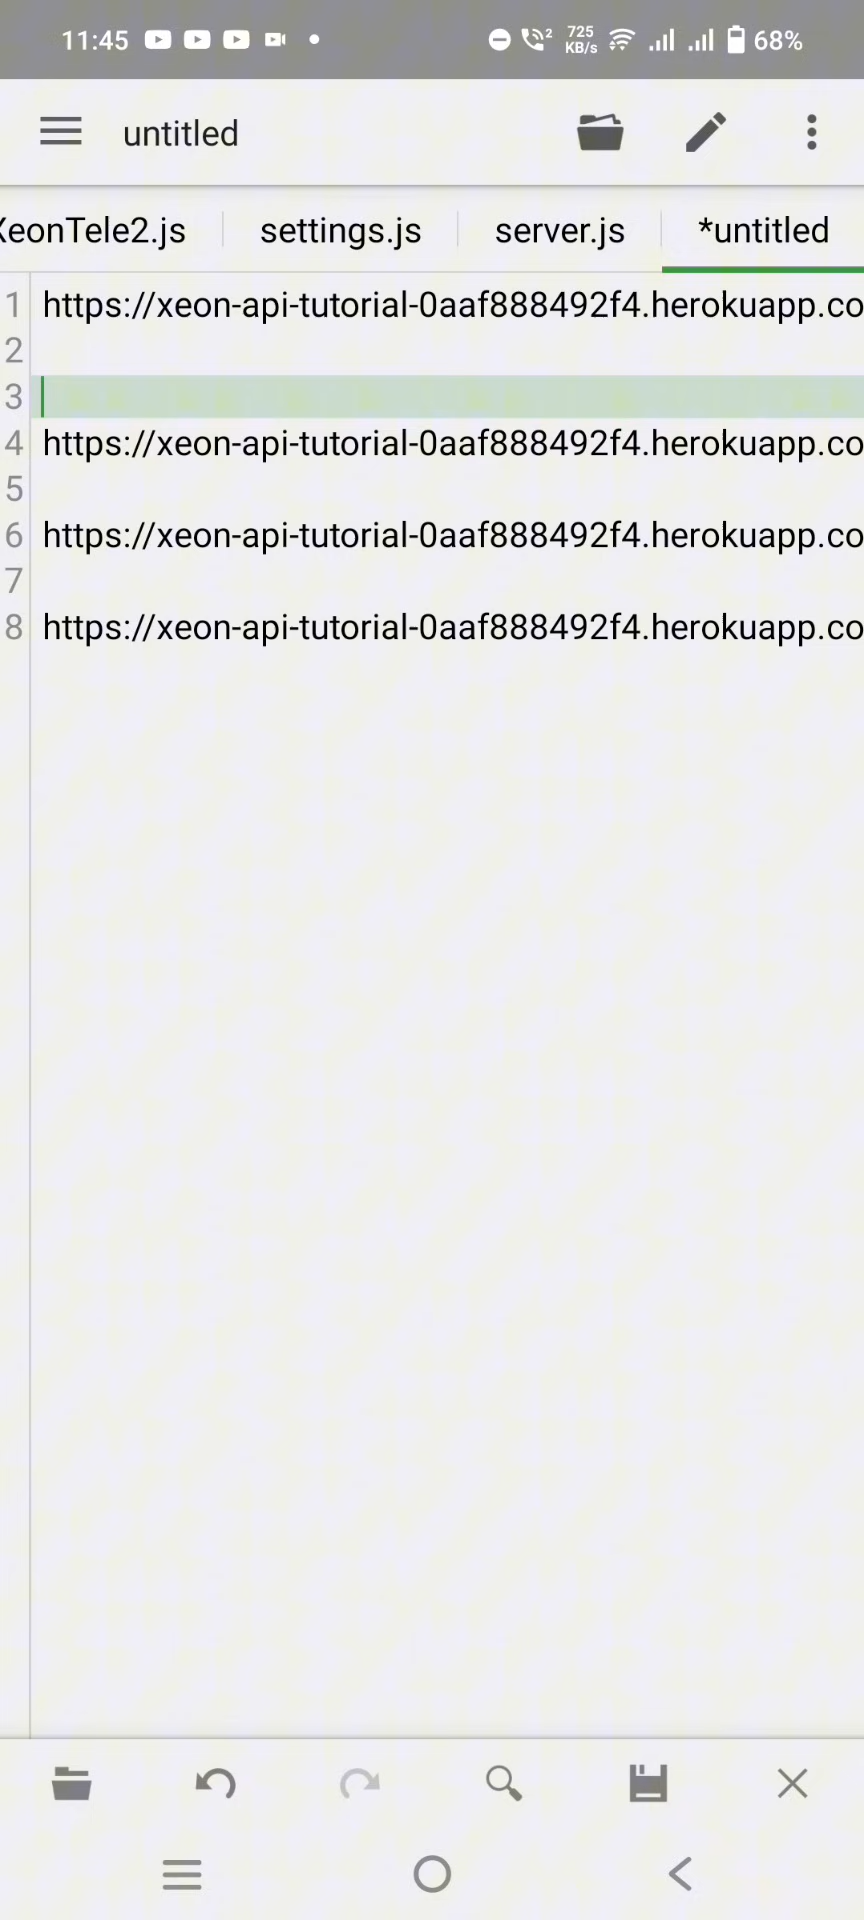 11:45 2 725 KB/s 68%
untitled
XeonTele2.js settings.js server.js *untitled
1 https://xeon-api-tutorial-0aaf888492f4.herokuapp.co
2
3
4 https://xeon-api-tutorial-0aaf888492f4.herokuapp.co
5
6 https://xeon-api-tutorial-0aaf888492f4.herokuapp.co
7
8 https://xeon-api-tutorial-0aaf888492f4.herokuapp.co